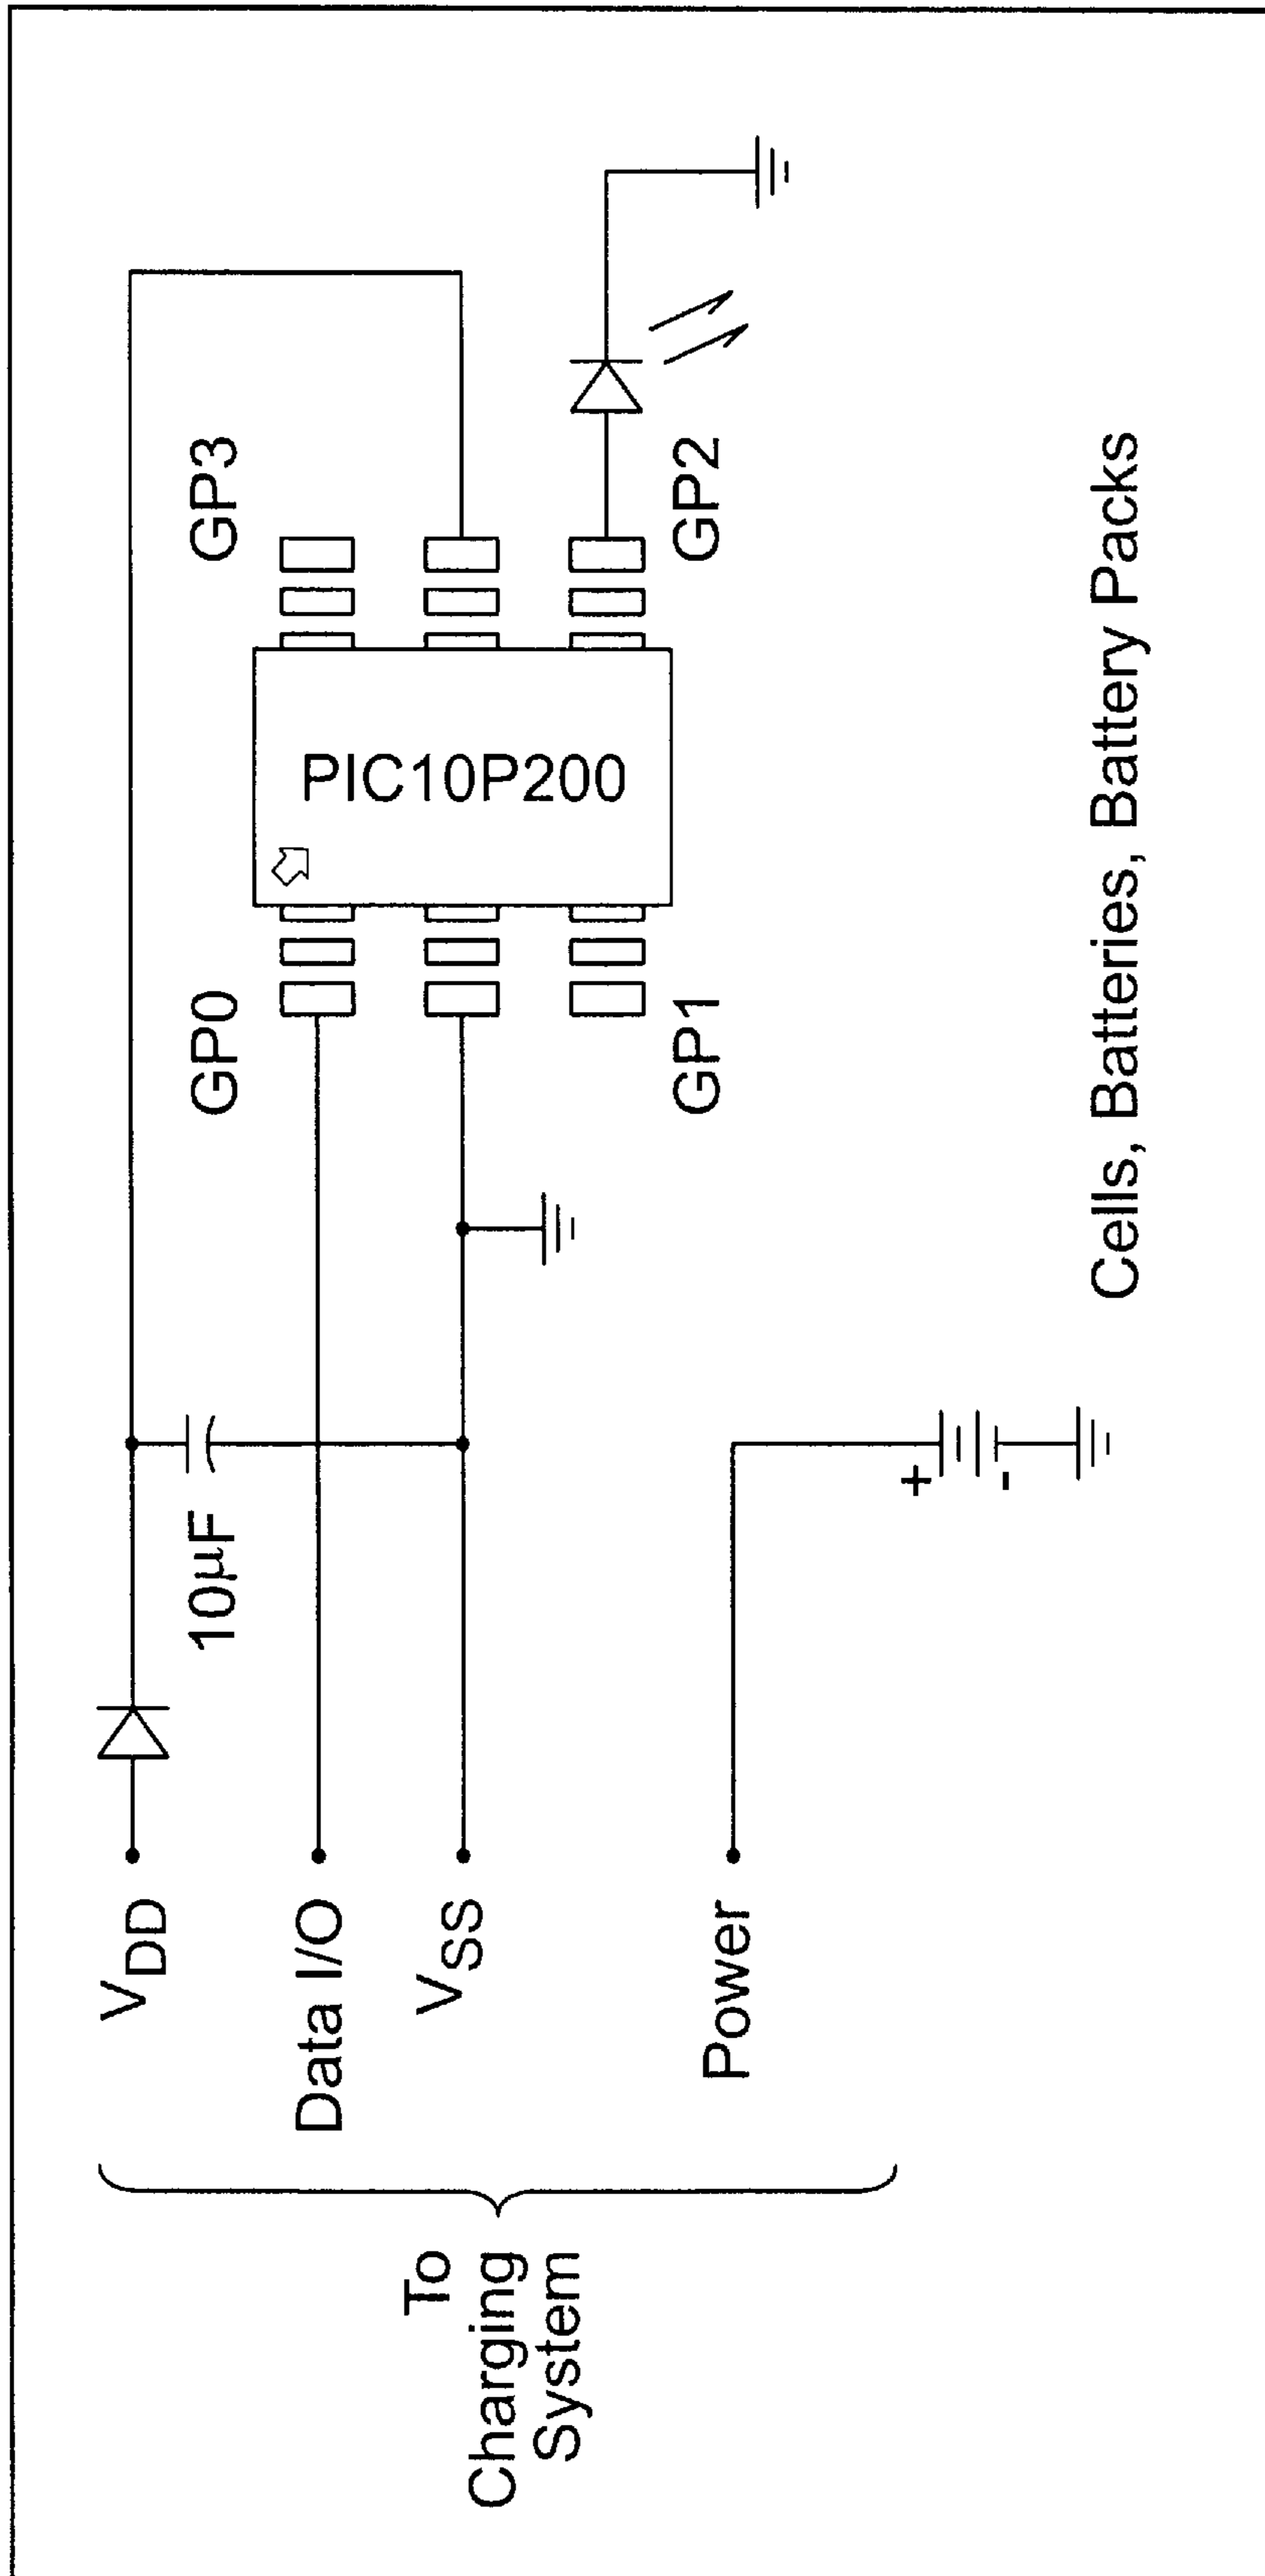 To
Charging
System
VDD
Data I/O
VSS
Power
10µF
+
-
GP0
GP1
PIC10P200
GP3
GP2
Cells, Batteries, Battery Packs